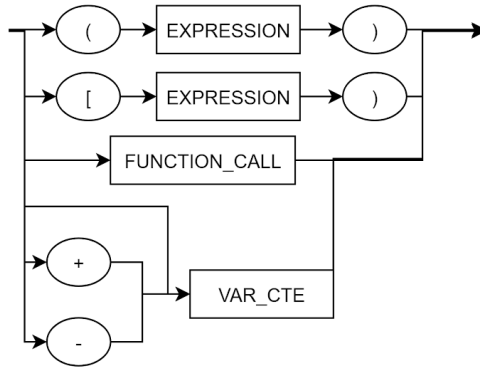 ( EXPRESSION )
[ EXPRESSION )
FUNCTION_CALL
+
VAR_CTE
-